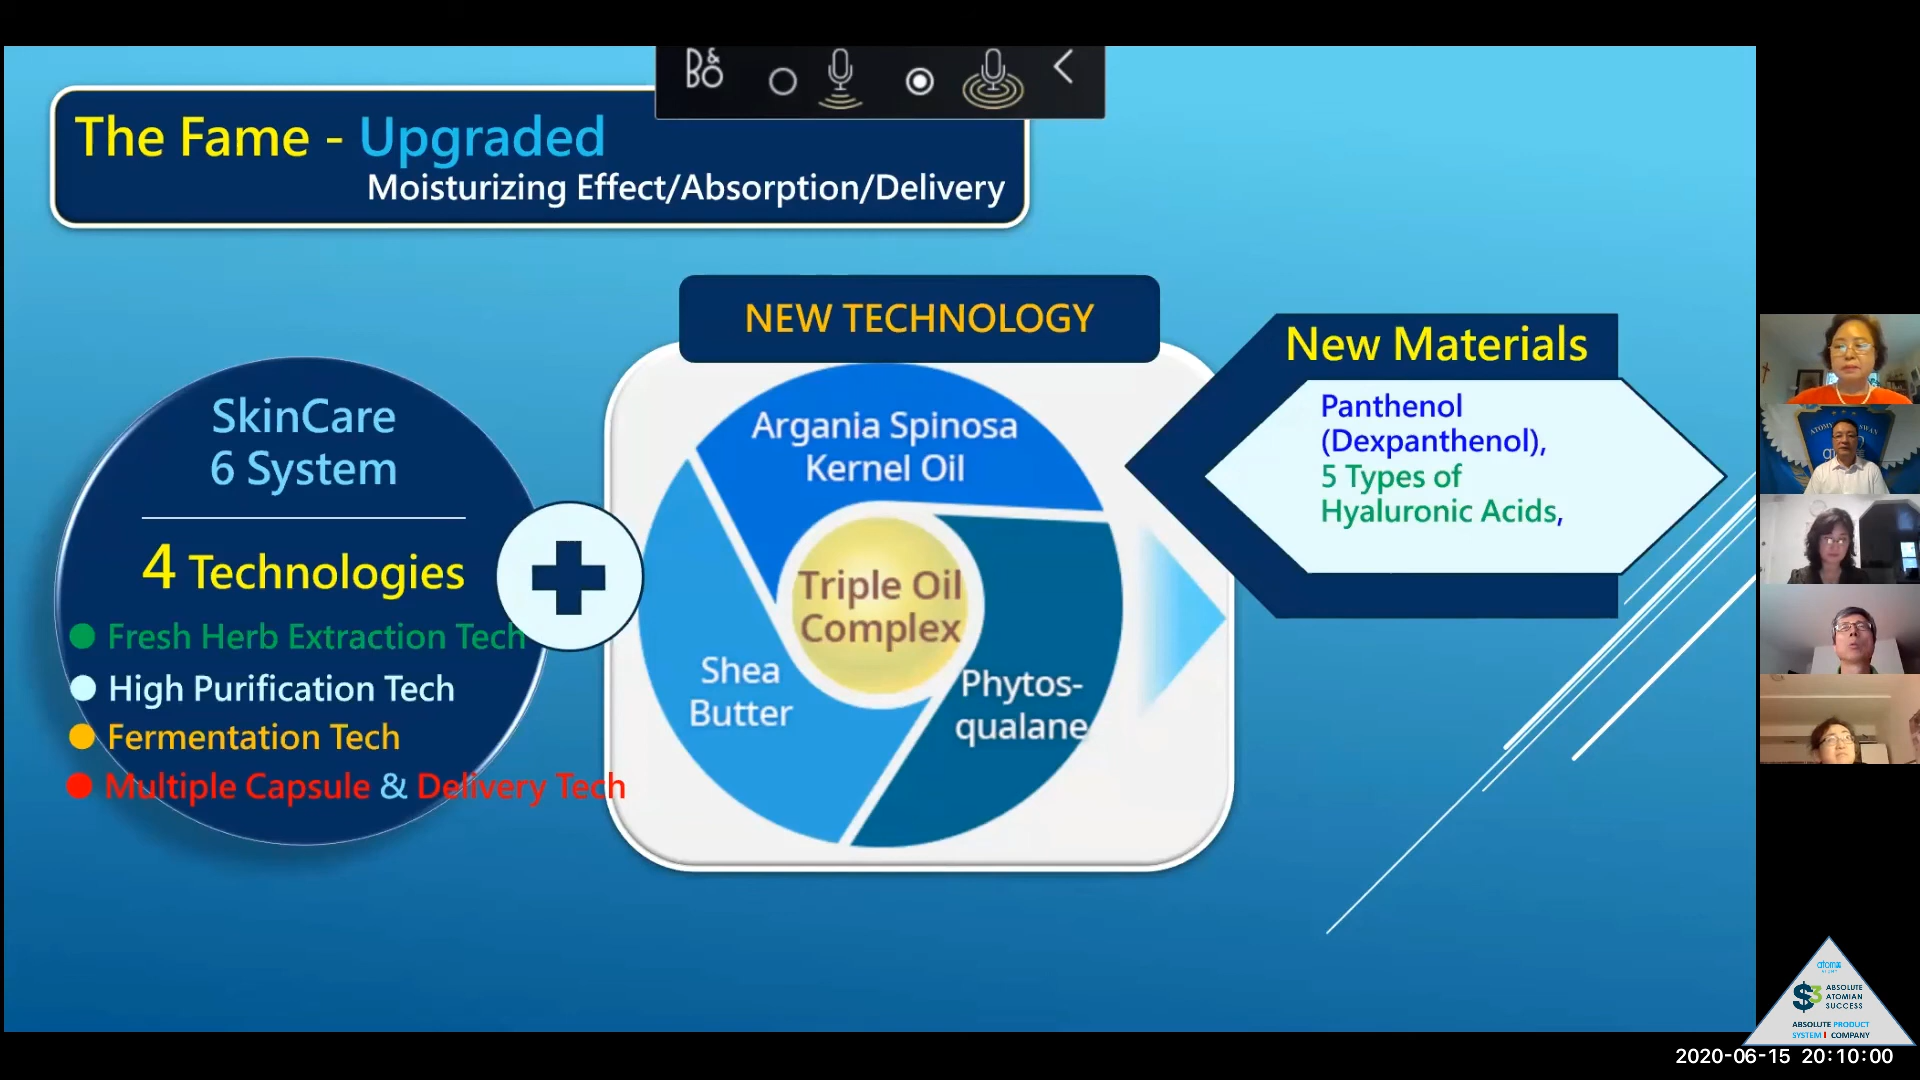 B&O
The Fame - Upgraded
Moisturizing Effect/Absorption/Delivery
SkinCare
6 System
4 Technologies
Fresh Herb Extraction Tech
High Purification Tech
Fermentation Tech
Multiple Capsule & Delivery Tech
NEW TECHNOLOGY
Argania Spinosa
Kernel Oil
Triple Oil
Complex
Shea
Butter
Phytos-
qualane
New Materials
Panthenol
(Dexpanthenol),
5 Types of
Hyaluronic Acids,
atom
$3 ABSOLUTE
ATOMIAN
SUCCESS
ABSOLUTE PRODUCT
SYSTEM COMPANY
2020-06-15 20:10:00